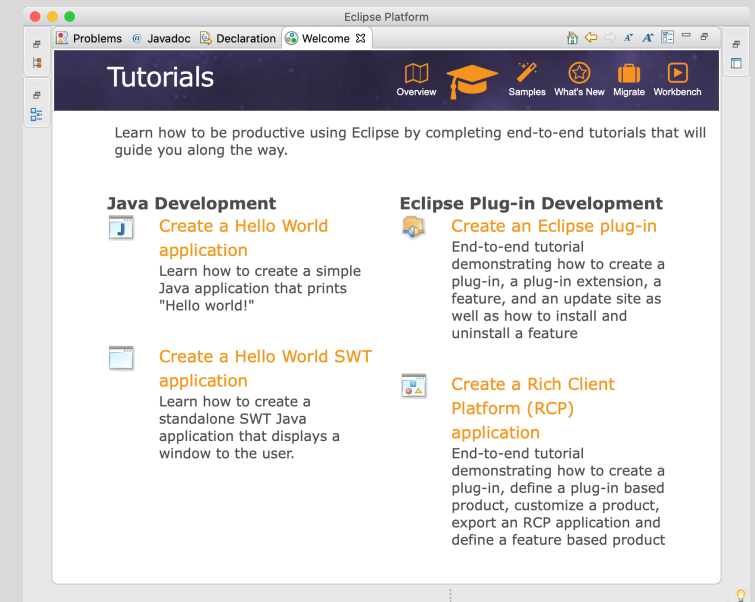 Eclipse Platform
Problems @ Javadoc Declaration Welcome
Tutorials
Overview Samples What's New Migrate Workbench
Learn how to be productive using Eclipse by completing end-to-end tutorials that will
guide you along the way.
Java Development
Create a Hello World
application
Learn how to create a simple
Java application that prints
"Hello world!"
Create a Hello World SWT
application
Learn how to create a
standalone SWT Java
application that displays a
window to the user.
Eclipse Plug-in Development
Create an Eclipse plug-in
End-to-end tutorial
demonstrating how to create a
plug-in, a plug-in extension, a
feature, and an update site as
well as how to install and
uninstall a feature
Create a Rich Client
Platform (RCP)
application
End-to-end tutorial
demonstrating how to create a
plug-in, define a plug-in based
product, customize a product,
export an RCP application and
define a feature based product